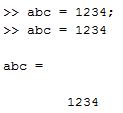 >> abc = 1234;
>> abc = 1234
abc =
1234